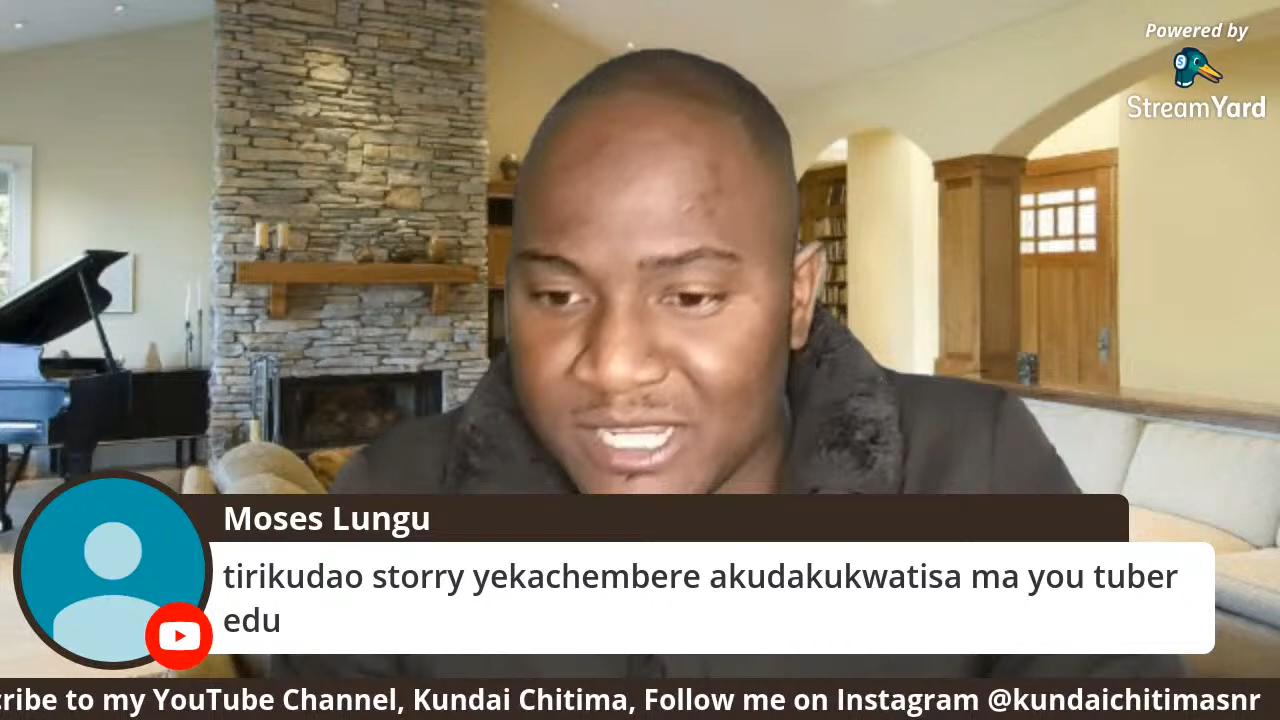 Powered by
StreamYard
Moses Lungu
tirikudao storry yekachembere akudakukwatisa ma you tuber
edu
cribe to my YouTube Channel, Kundai Chitima, Follow me on Instagram @kundaichitimasnr